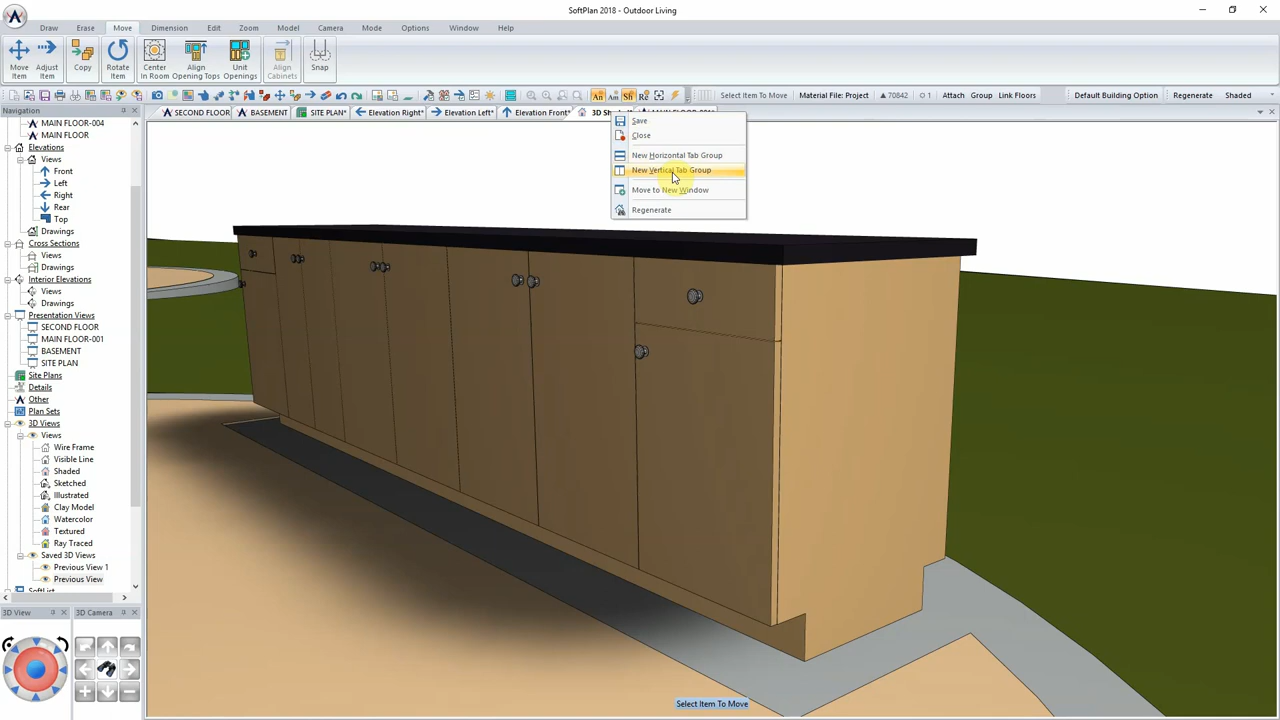 SoftPlan 2018 - Outdoor Living
Draw Erase Move Dimension Edit Zoom Model Camera Mode Options Window Help
Move Item
Adjust Item
Copy
Rotate Item
Center In Room
Align Opening Tops
Unit Openings
Align Cabinets
Snap
An An Sh Re Select Item To Move Material File: Project 70842 01 Attach Group Link Floors Default Building Option Regenerate Shaded
Navigation
SECOND FLOOR BASEMENT SITE PLAN* Elevation Right* Elevation Left* Elevation Front*
MAIN FLOOR-004
MAIN FLOOR
Elevations
Views
Front
Left
Right
Rear
Top
Drawings
Cross Sections
Views
Drawings
Interior Elevations
Views
Drawings
Presentation Views
SECOND FLOOR
MAIN FLOOR-001
BASEMENT
SITE PLAN
Site Plans
Details
Other
Plan Sets
3D Views
Views
Wire Frame
Visible Line
Shaded
Sketched
Illustrated
Clay Model
Watercolor
Textured
Ray Traced
Saved 3D Views
Previous View 1
Previous View
Save
Close
New Horizontal Tab Group
New Vertical Tab Group
Move to New Window
Regenerate
3D View 3D Camera
Select Item To Move